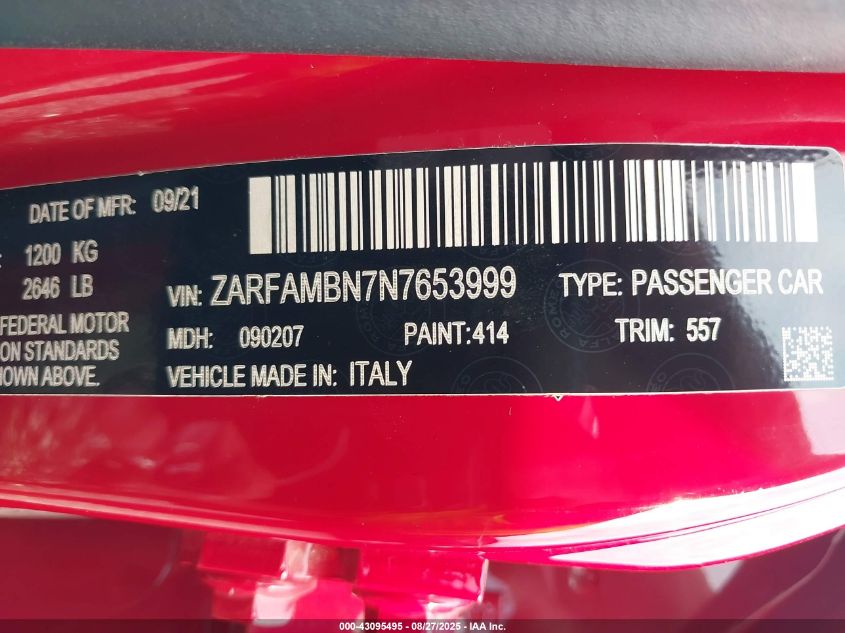 DATE OF MFR: 09/21
1200 KG
2646 LB
VIN: ZARFAMBN7N7653999 TYPE: PASSENGER CAR
FEDERAL MOTOR
ON STANDARDS
HOWN ABOVE.
MDH: 090207 PAINT:414 TRIM: 557
VEHICLE MADE IN: ITALY
000-43095495 - 08/27/2025 - IAA Inc.